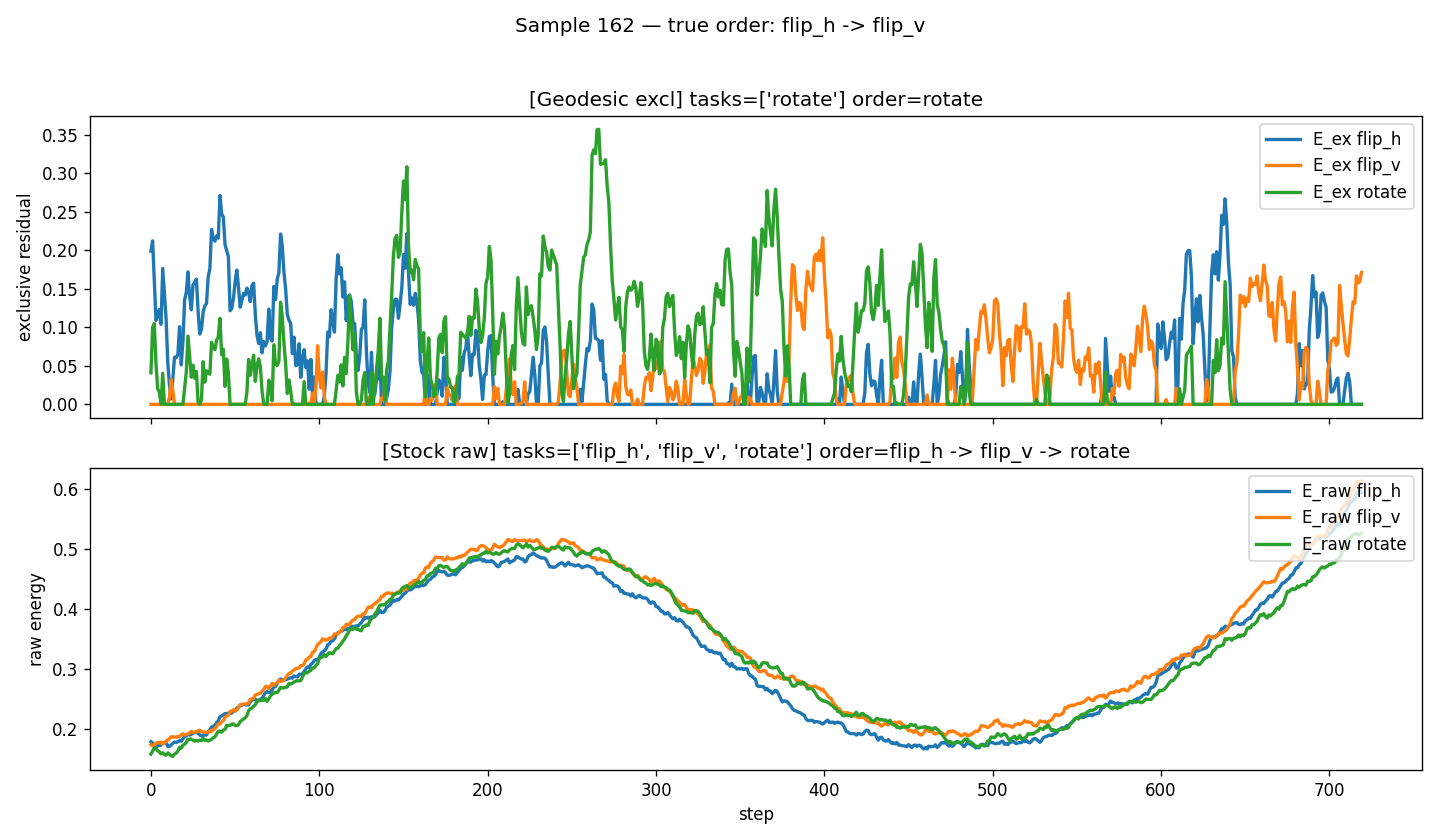 Sample 162 — true order: flip_h -> flip_v
[Geodesic excl] tasks=['rotate'] order=rotate
exclusive residual
0.35
0.30
0.25
0.20
0.15
0.10
0.05
0.00
E_ex flip_h
E_ex flip_v
E_ex rotate
[Stock raw] tasks=['flip_h', 'flip_v', 'rotate'] order=flip_h -> flip_v -> rotate
raw energy
0.6
0.5
0.4
0.3
0.2
E_raw flip_h
E_raw flip_v
E_raw rotate
0 100 200 300 400 500 600 700
step